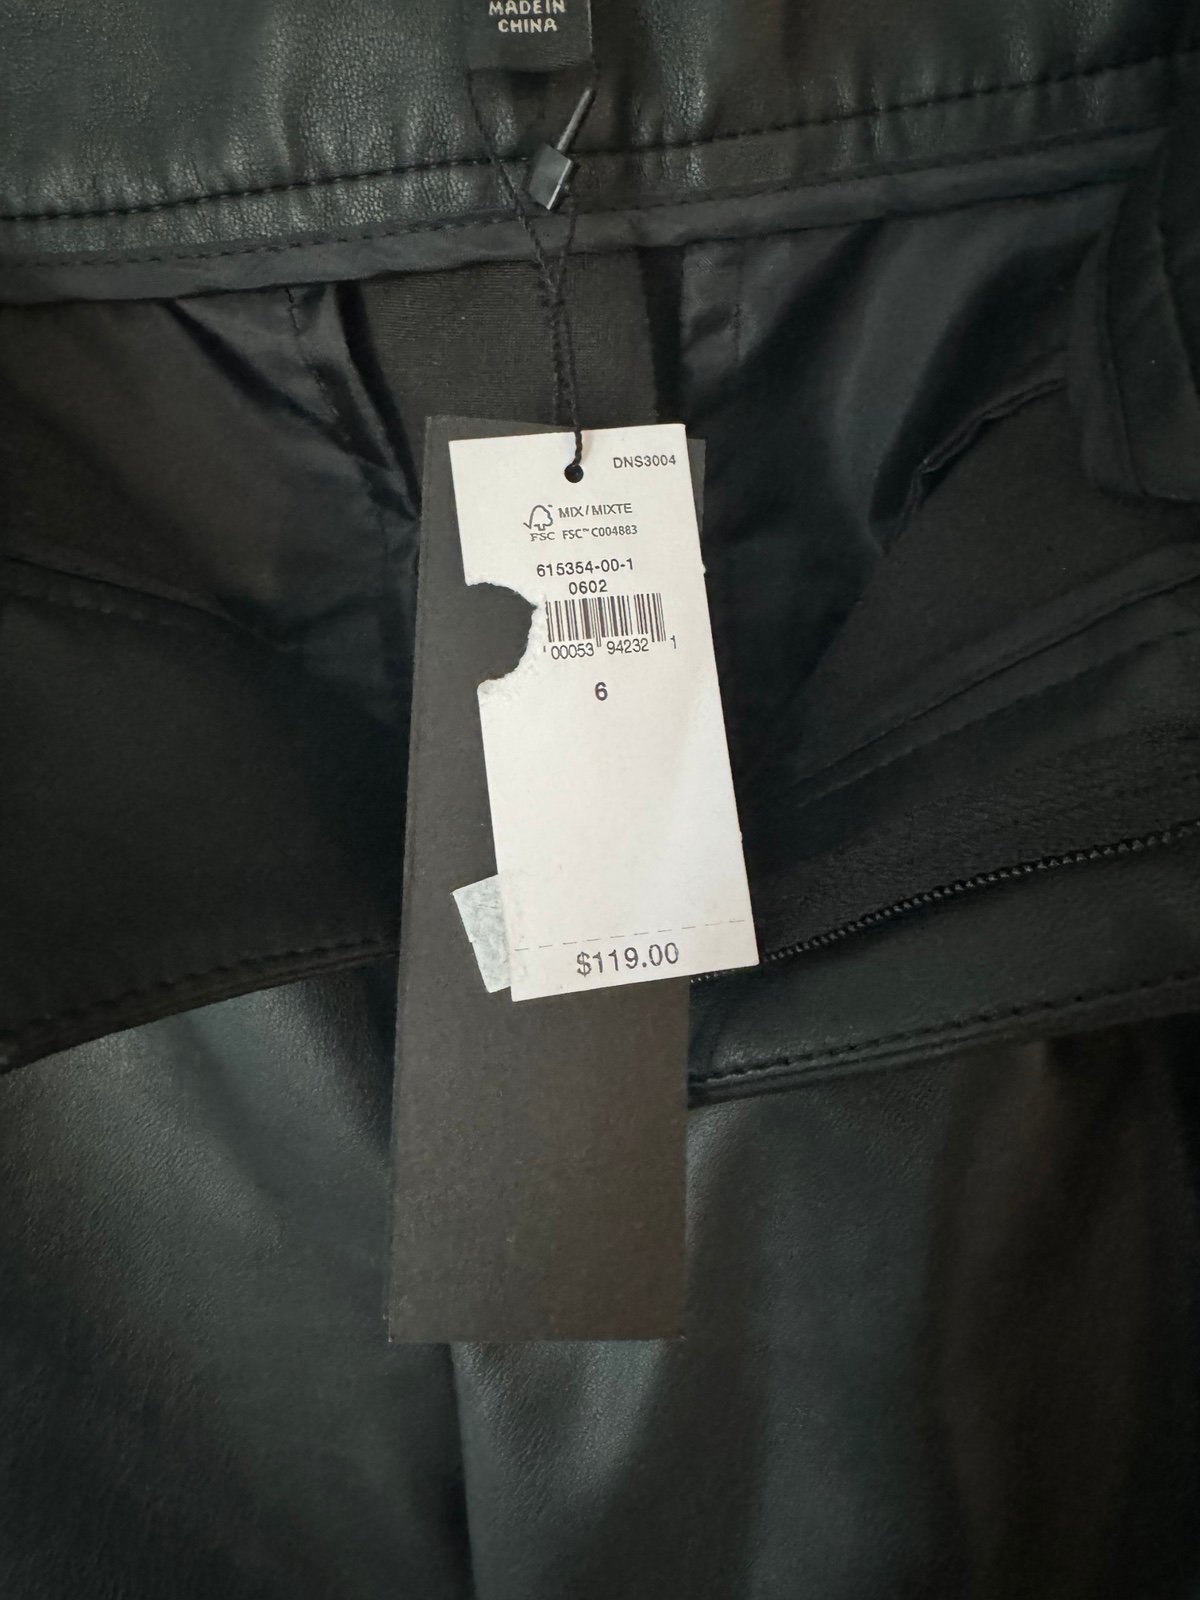 MADE IN
CHINA
DNS3004
MIX/MIXTE
FSC FSC™ C004883
615354-00-1
0602
00053 94232 1
6
$119.00